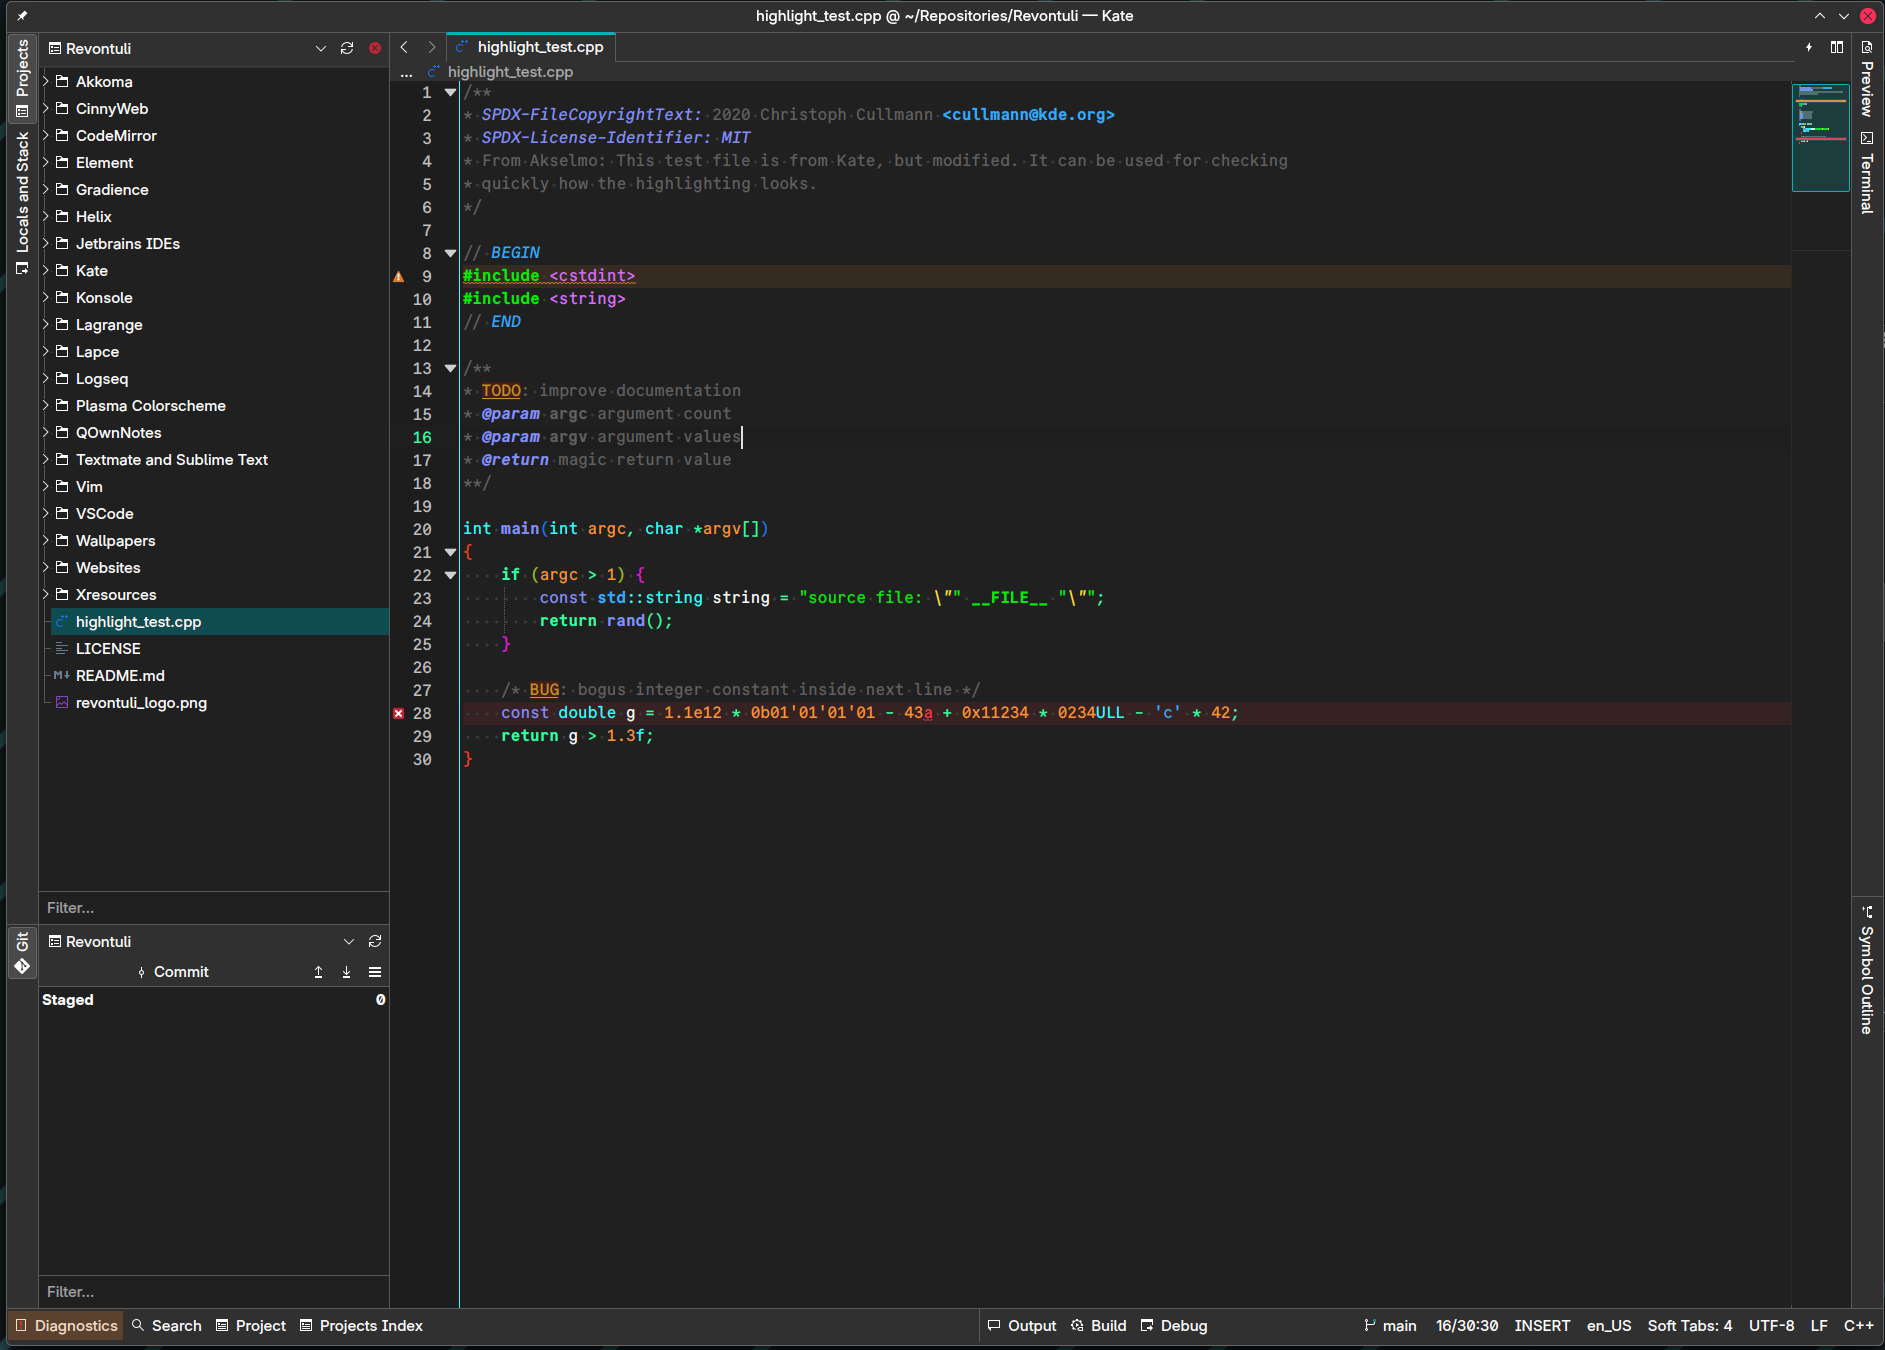 highlight_test.cpp @ ~/Repositories/Revontuli — Kate
Projects
Locals and Stack
Revontuli
Akkoma
CinnyWeb
CodeMirror
Element
Gradience
Helix
Jetbrains IDEs
Kate
Konsole
Lagrange
Lapce
Logseq
Plasma Colorscheme
QOwnNotes
Textmate and Sublime Text
Vim
VSCode
Wallpapers
Websites
Xresources
highlight_test.cpp
LICENSE
README.md
revontuli_logo.png
Filter...
Git
Revontuli
Commit
Staged 0
Filter...
highlight_test.cpp
... highlight_test.cpp
1 /**
2 * SPDX-FileCopyrightText: 2020 Christoph Cullmann <cullmann@kde.org>
3 * SPDX-License-Identifier: MIT
4 * From Akselmo: This test file is from Kate, but modified. It can be used for checking
5 * quickly how the highlighting looks.
6 */
7
8 // BEGIN
9 #include <cstdint>
10 #include <string>
11 // END
12
13 /**
14 * TODO: improve documentation
15 * @param argc argument count
16 * @param argv argument values
17 * @return magic return value
18 **/
19
20 int main(int argc, char *argv[])
21 {
22     if (argc > 1) {
23         const std::string string = "source file: \"" __FILE__ "\"";
24         return rand();
25     }
26
27     /* BUG: bogus integer constant inside next line */
28     const double g = 1.1e12 * 0b01'01'01'01 - 43a + 0x11234 * 0234ULL - 'c' * 42;
29     return g > 1.3f;
30 }
Preview
Terminal
Symbol Outline
Diagnostics Search Project Projects Index Output Build Debug main 16/30:30 INSERT en_US Soft Tabs: 4 UTF-8 LF C++